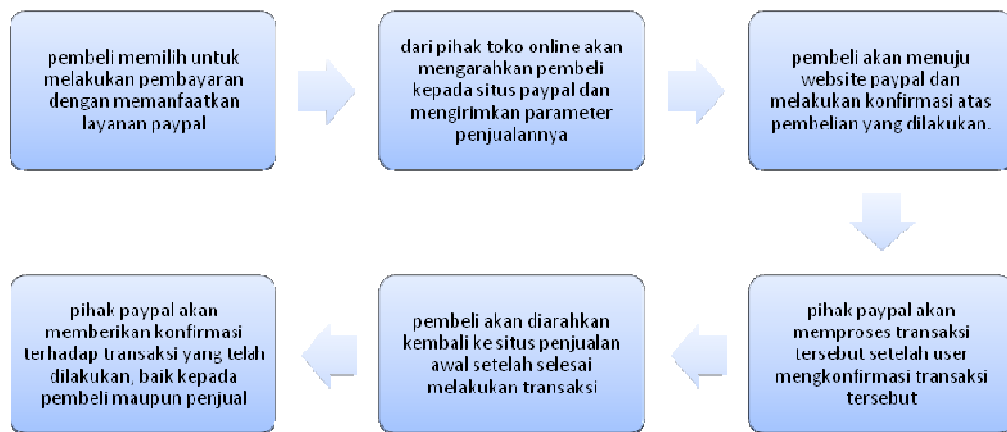 pembeli memilih untuk
melakukan pembayaran
dengan memanfaatkan
layanan paypal
dari pihak toko online akan
mengarahkan pembeli
kepada situs paypal dan
mengirimkan parameter
penjualannya
pembeli akan menuju
website paypal dan
melakukan konfirmasi atas
pembelian yang dilakukan.
pihak paypal akan
memproses transaksi
tersebut setelah user
mengkonfirmasi transaksi
tersebut
pembeli akan diarahkan
kembali ke situs penjualan
awal setelah selesai
melakukan transaksi
pihak paypal akan
memberikan konfirmasi
terhadap transaksi yang telah
dilakukan, baik kepada
pembeli maupun penjual